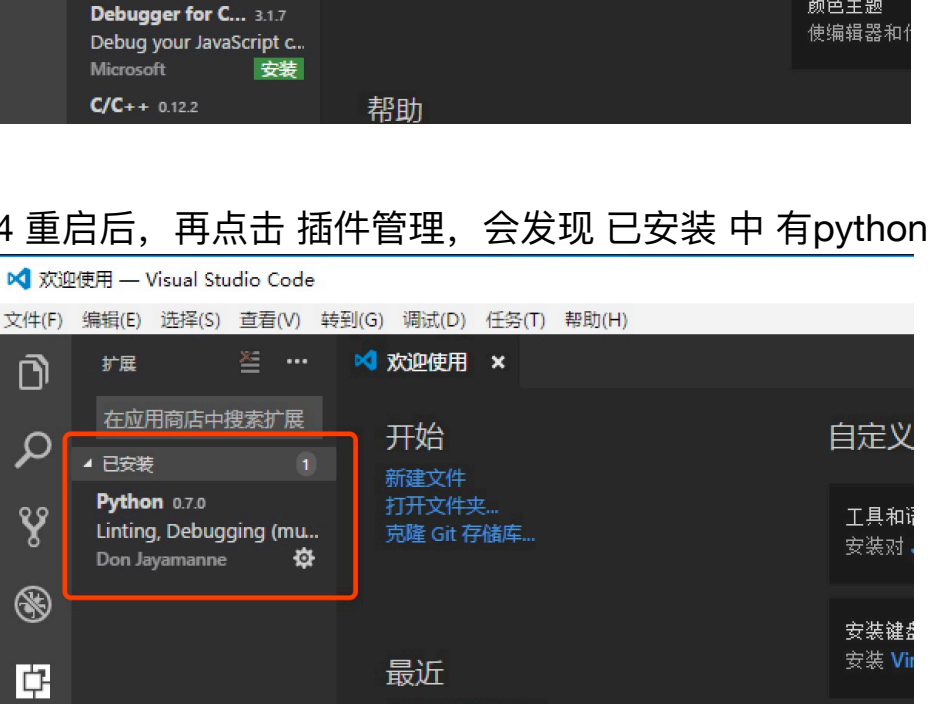 Debugger for C... 3.1.7
Debug your JavaScript c...
Microsoft 安装
C/C++ 0.12.2
颜色主题
使编辑器和
帮助
4 重启后，再点击 插件管理，会发现 已安装 中 有python
欢迎使用 — Visual Studio Code
文件(F) 编辑(E) 选择(S) 查看(V) 转到(G) 调试(D) 任务(T) 帮助(H)
扩展
欢迎使用
在应用商店中搜索扩展
已安装 1
Python 0.7.0
Linting, Debugging (mu...
Don Jayamanne
开始
新建文件
打开文件夹...
克隆 Git 存储库...
最近
自定义
工具和
安装对
安装键
安装 Vi